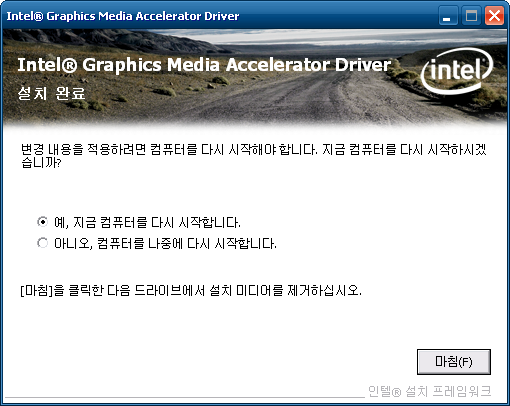 Intel® Graphics Media Accelerator Driver
Intel® Graphics Media Accelerator Driver
intel
설치 완료
변경 내용을 적용하려면 컴퓨터를 다시 시작해야 합니다. 지금 컴퓨터를 다시 시작하시겠
습니까?
예, 지금 컴퓨터를 다시 시작합니다.
아니오, 컴퓨터를 나중에 다시 시작합니다.
[마침]을 클릭한 다음 드라이브에서 설치 미디어를 제거하십시오.
마침(F)
인텔® 설치 프레임워크